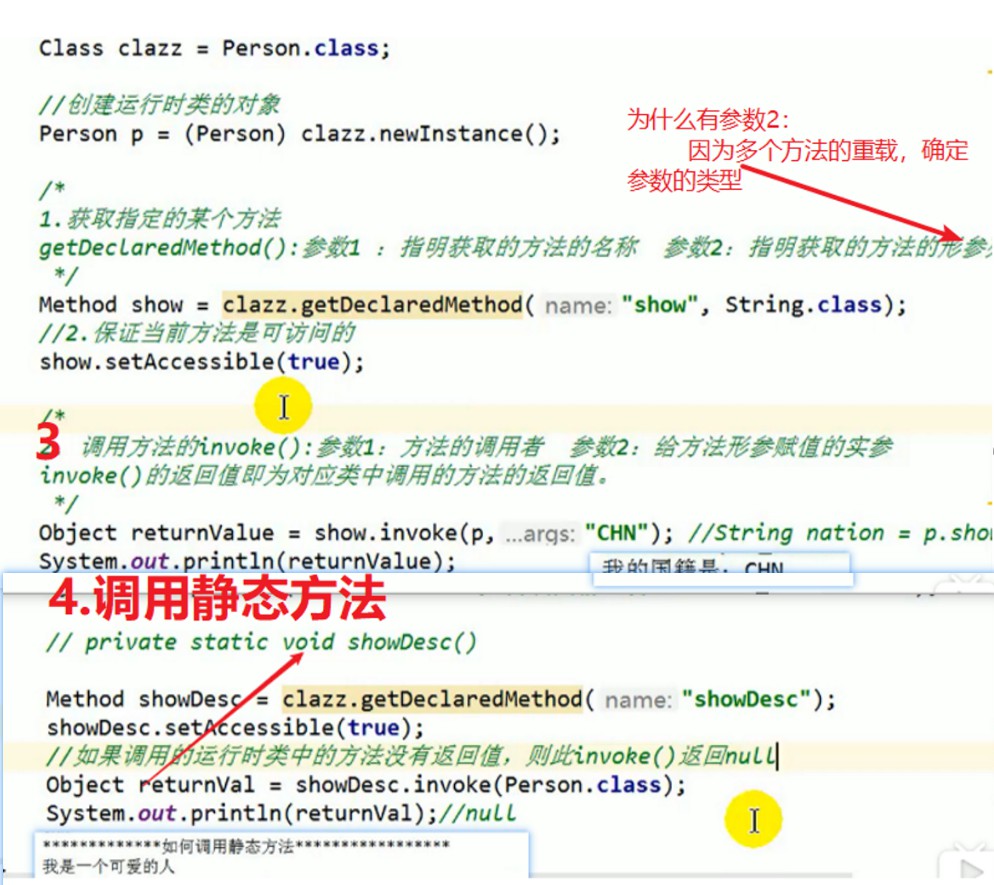 Class clazz = Person.class;
//创建运行时类的对象
Person p = (Person) clazz.newInstance();
为什么有参数2:
因为多个方法的重载，确定
参数的类型
/*
1.获取指定的某个方法
getDeclaredMethod():参数1 ：指明获取的方法的名称  参数2：指明获取的方法的形参
*/
Method show = clazz.getDeclaredMethod( name: "show", String.class);
//2.保证当前方法是可访问的
show.setAccessible(true);
/*
3 调用方法的invoke():参数1：方法的调用者  参数2：给方法形参赋值的实参
invoke()的返回值即为对应类中调用的方法的返回值。
*/
Object returnValue = show.invoke(p, ...args: "CHN"); //String nation = p.show
System.out.println(returnValue);
我的国籍是：CHN
4.调用静态方法
// private static void showDesc()
Method showDesc = clazz.getDeclaredMethod( name: "showDesc");
showDesc.setAccessible(true);
//如果调用的运行时类中的方法没有返回值，则此invoke()返回null
Object returnVal = showDesc.invoke(Person.class);
System.out.println(returnVal);//null
*************如何调用静态方法*****************
我是一个可爱的人